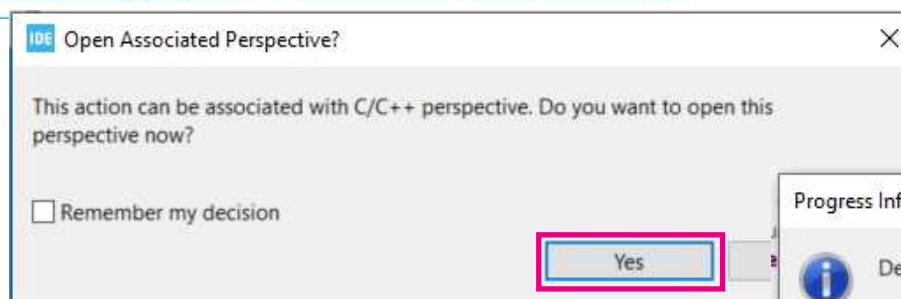 IDE Open Associated Perspective?
This action can be associated with C/C++ perspective. Do you want to open this
perspective now?
Remember my decision
Progress Inf
Yes
De